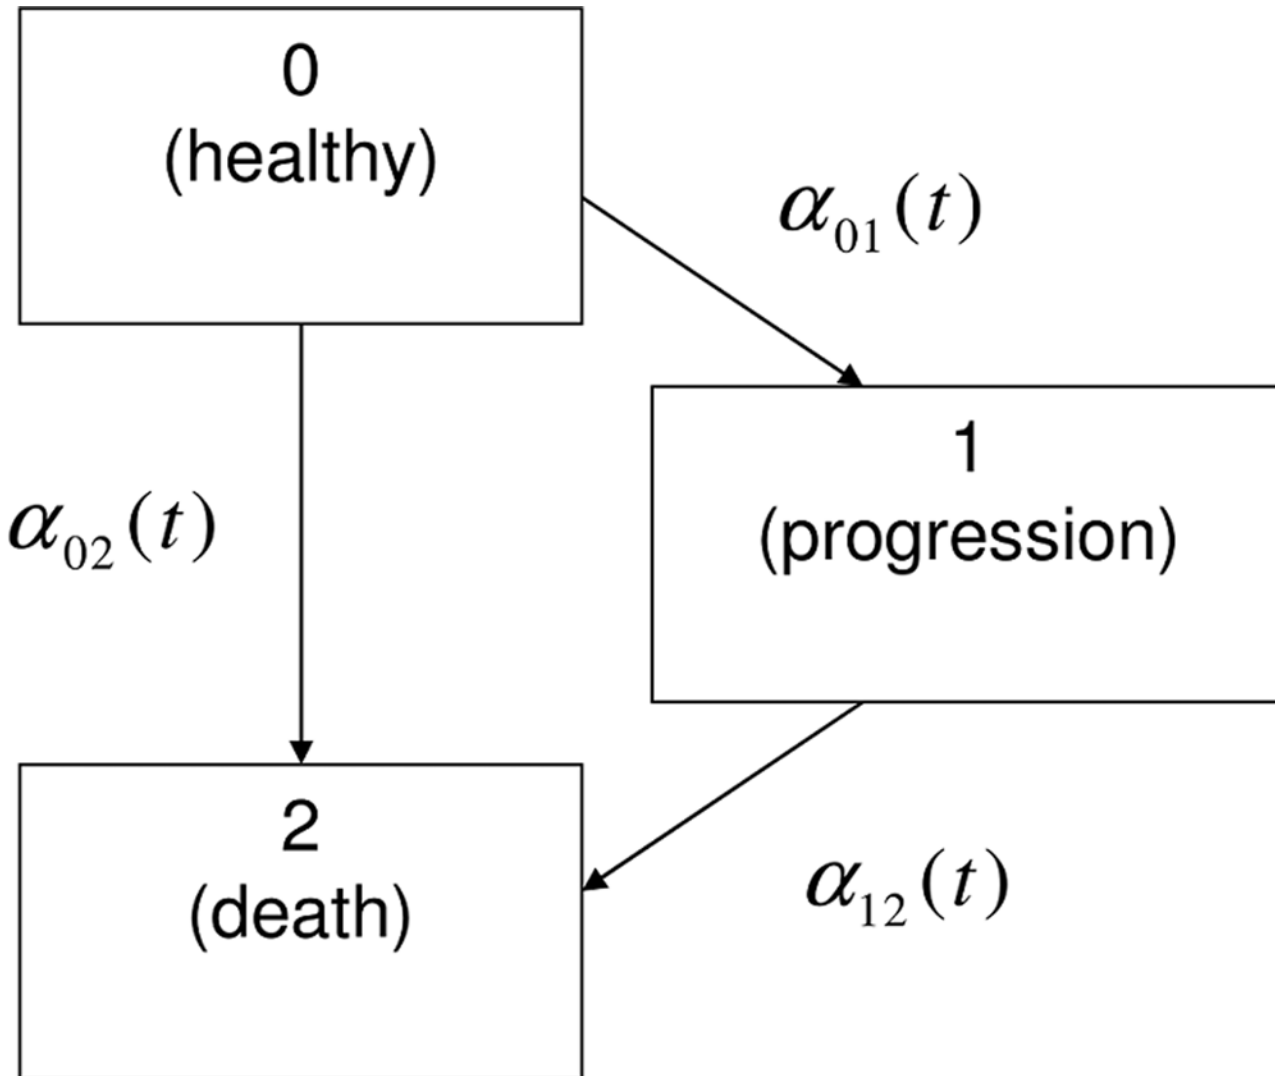 0
(healthy)
α₀₁(t)
1
(progression)
α₀₂(t)
2
(death)
α₁₂(t)